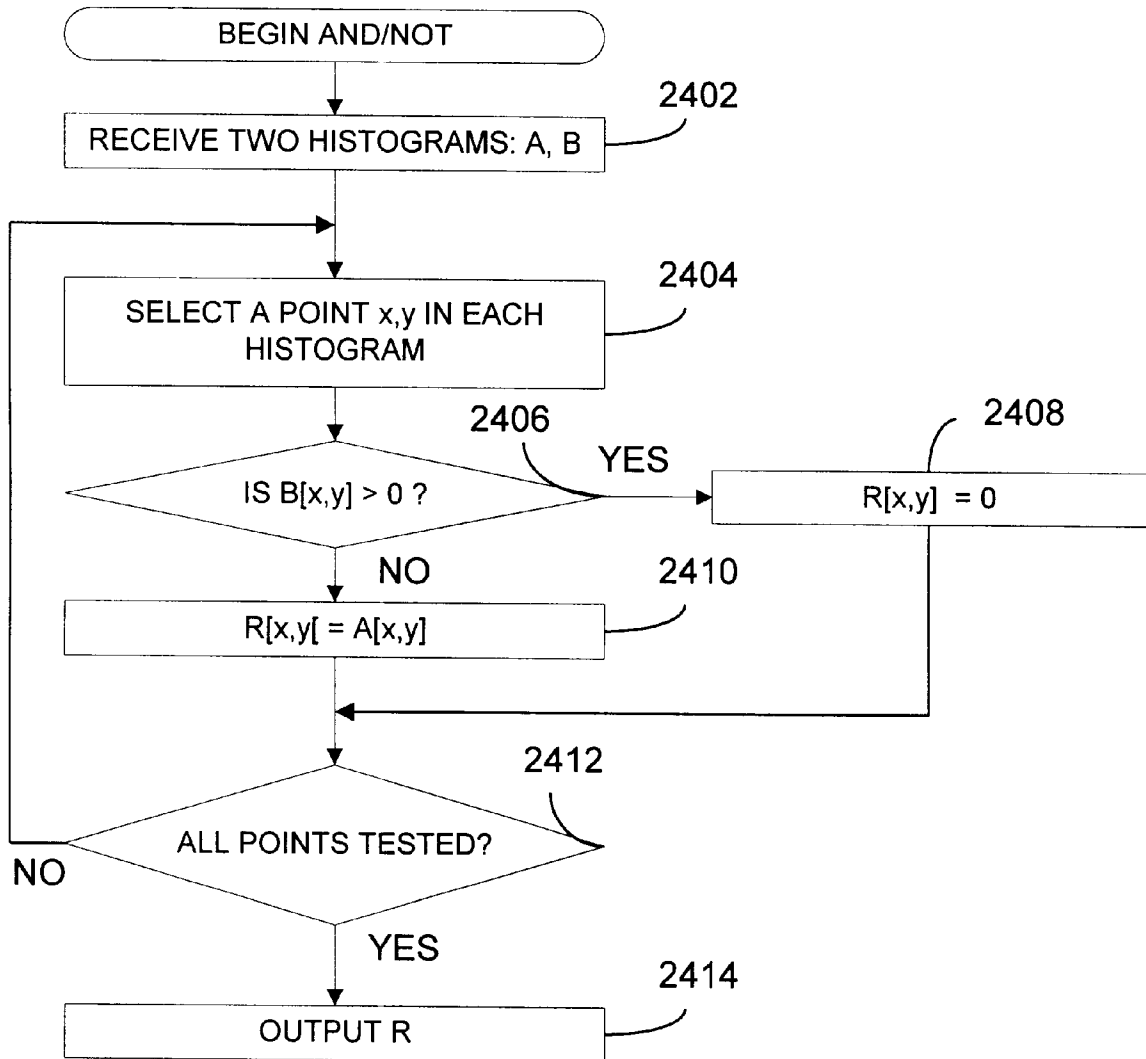 BEGIN AND/NOT
2402
RECEIVE TWO HISTOGRAMS: A, B
2404
SELECT A POINT x,y IN EACH
HISTOGRAM
2406
YES
2408
IS B[x,y] > 0 ?
R[x,y] = 0
NO
2410
R[x,y[ = A[x,y]
2412
ALL POINTS TESTED?
NO
YES
2414
OUTPUT R